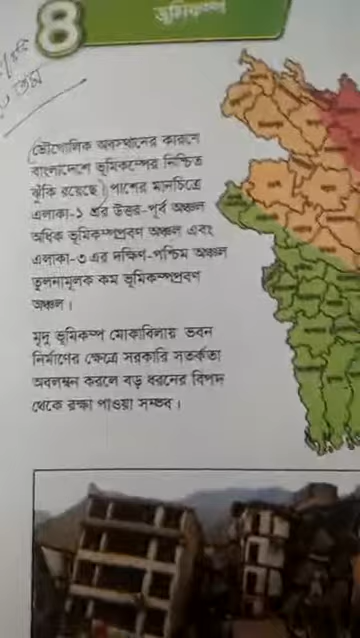 ৪
ভূমিকম্প
ভৌগোলিক অবস্থানের কারণে
বাংলাদেশে ভূমিকম্পের নিশ্চিত
ঝুঁকি রয়েছে। পাশের মানচিত্রে
এলাকা-১ এর উত্তর-পূর্ব অঞ্চল
অধিক ভূমিকম্পপ্রবণ অঞ্চল এবং
এলাকা-৩ এর দক্ষিণ-পশ্চিম অঞ্চল
তুলনামূলক কম ভূমিকম্পপ্রবণ
অঞ্চল।
মৃদু ভূমিকম্প মোকাবিলায় ভবন
নির্মাণের ক্ষেত্রে সরকারি সতর্কতা
অবলম্বন করলে বড় ধরনের বিপদ
থেকে রক্ষা পাওয়া সম্ভব।